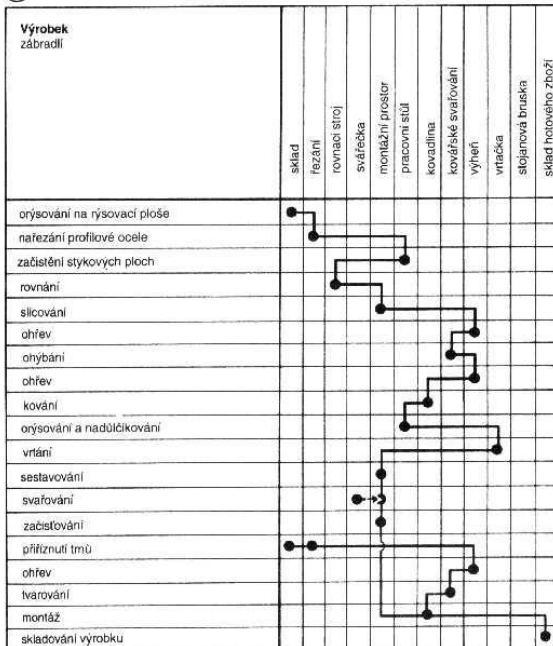 Výrobek
zábradlí
sklad
řezání
rovnací stroj
svářečka
montážní prostor
pracovní stůl
kovadlina
kovářské svařování
výheň
vrtačka
stojanová bruska
sklad hotového zboží
orýsování na rýsovací ploše
nařezání profilové ocele
začistění stykových ploch
rovnání
slícování
ohřev
ohýbání
ohřev
kování
orýsování a nadůlčíkování
vrtání
sestavování
svařování
začisťování
přiříznutí trnů
ohřev
tvarování
montáž
skladování výrobku